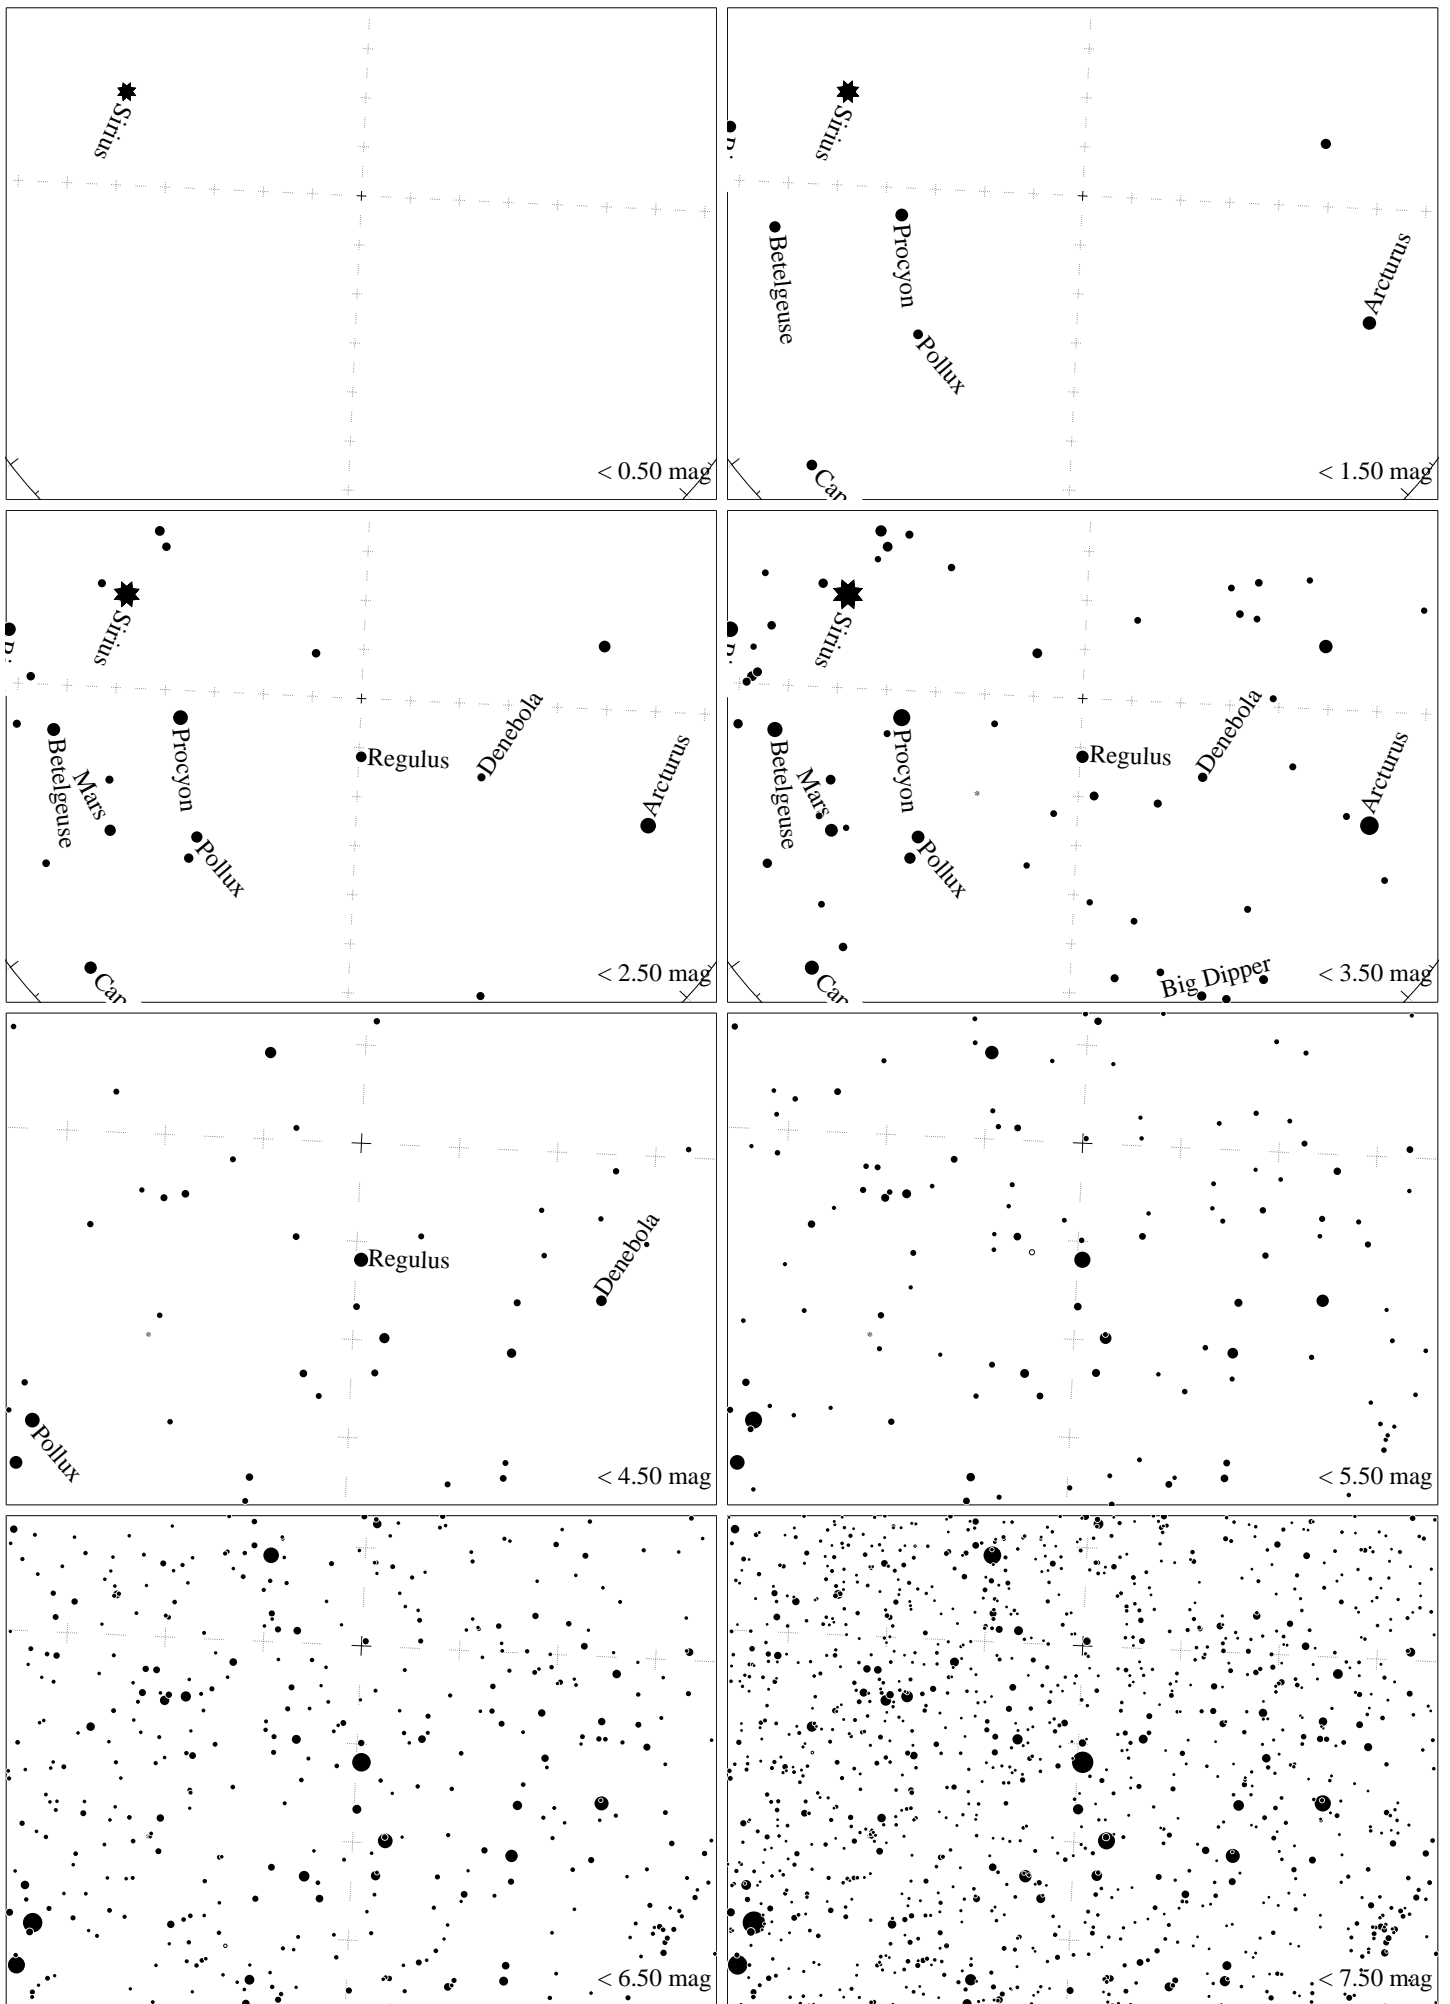 Sirius
< 0.50 mag
Sirius
Betelgeuse
Procyon
Pollux
Arcturus
< 1.50 mag
Sirius
Betelgeuse
Mars
Procyon
Pollux
Regulus
Denebola
Arcturus
< 2.50 mag
Sirius
Betelgeuse
Mars
Procyon
Pollux
Regulus
Denebola
Arcturus
Big Dipper
< 3.50 mag
Regulus
Denebola
Pollux
< 4.50 mag
< 5.50 mag
< 6.50 mag
< 7.50 mag